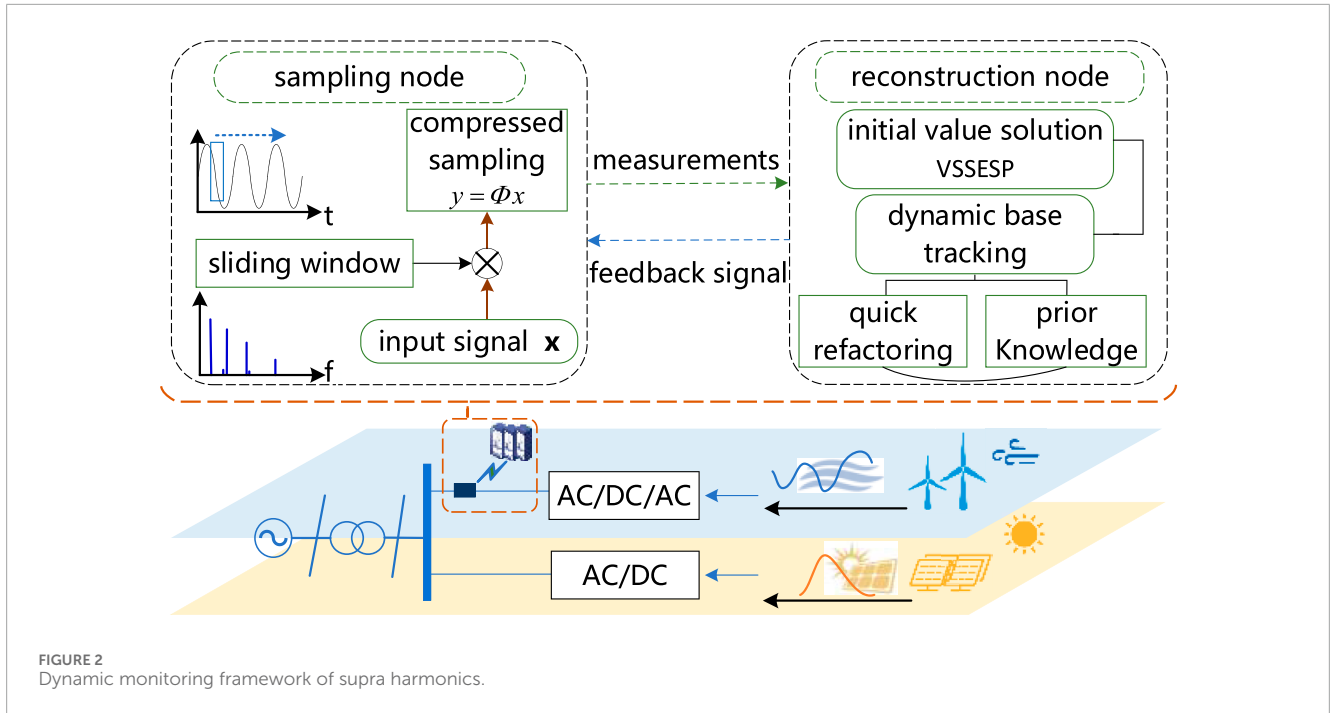 sampling node
compressed
sampling
y = Φx
t
sliding window
f
input signal x
measurements
feedback signal
reconstruction node
initial value solution
VSSESP
dynamic base
tracking
quick
refactoring
prior
Knowledge
AC/DC/AC
AC/DC
FIGURE 2
Dynamic monitoring framework of supra harmonics.